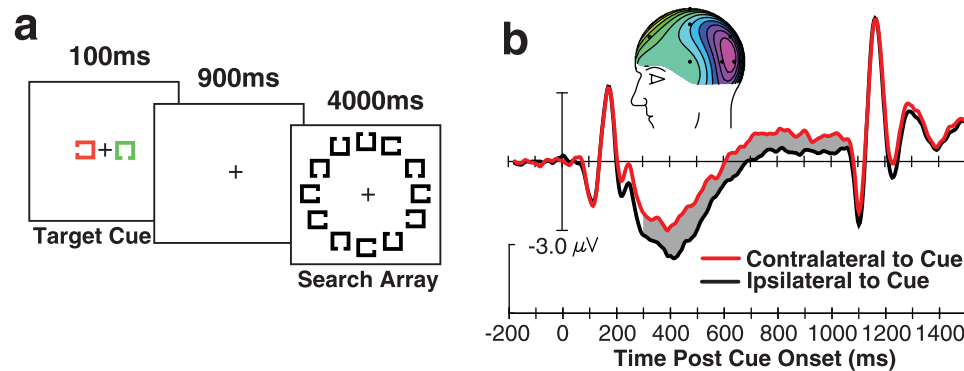 a
100ms
900ms
4000ms
Target Cue
Search Array
b
-3.0 μV
Contralateral to Cue
Ipsilateral to Cue
-200 0 200 400 600 800 1000 1200 1400
Time Post Cue Onset (ms)